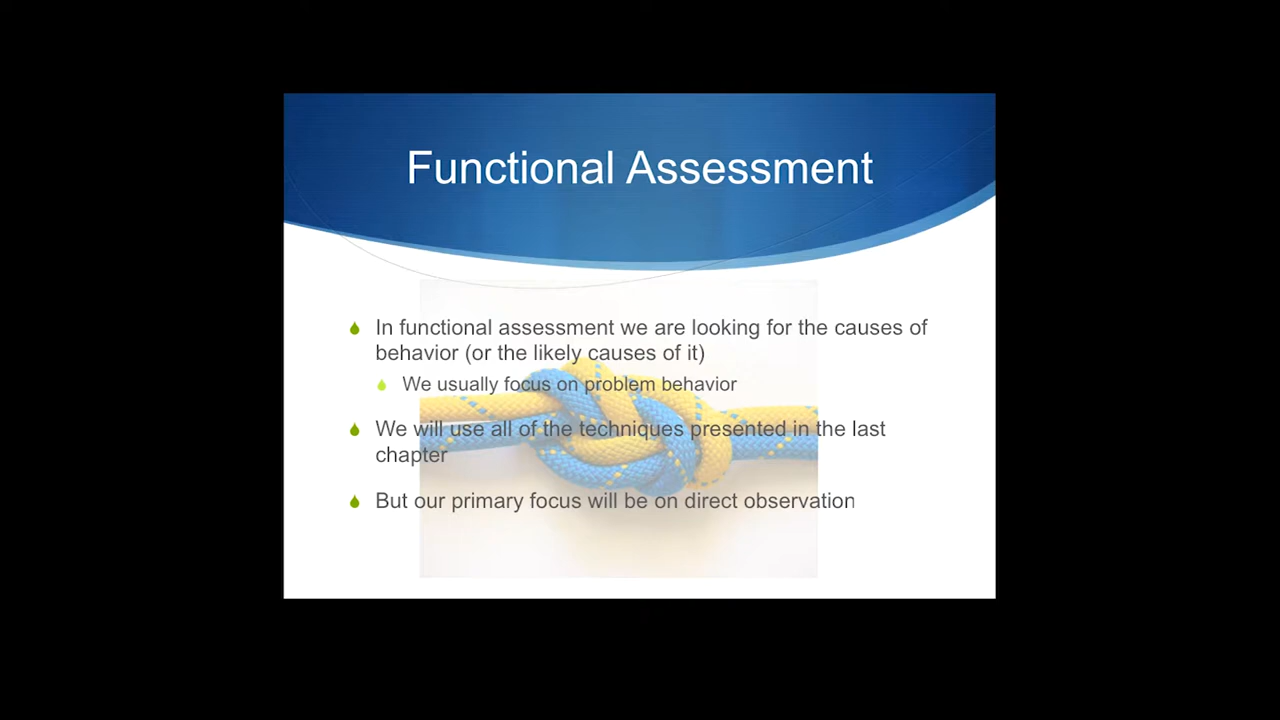 Functional Assessment
In functional assessment we are looking for the causes of
behavior (or the likely causes of it)
We usually focus on problem behavior
We will use all of the techniques presented in the last
chapter
But our primary focus will be on direct observation